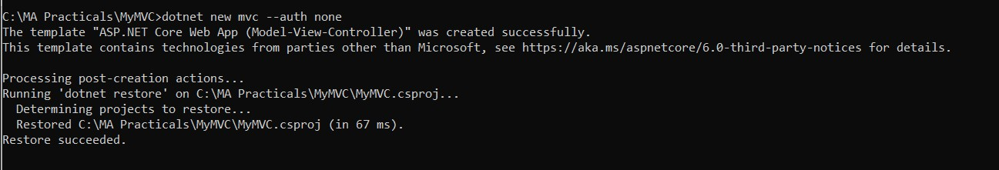 C:\MA Practicals\MyMVC>dotnet new mvc --auth none
The template "ASP.NET Core Web App (Model-View-Controller)" was created successfully.
This template contains technologies from parties other than Microsoft, see https://aka.ms/aspnetcore/6.0-third-party-notices for details.
Processing post-creation actions...
Running 'dotnet restore' on C:\MA Practicals\MyMVC\MyMVC.csproj...
Determining projects to restore...
Restored C:\MA Practicals\MyMVC\MyMVC.csproj (in 67 ms).
Restore succeeded.